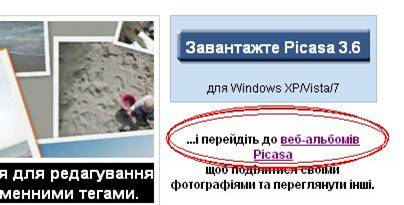 Завантажте Picasa 3.6
для Windows XP/Vista/7
...і перейдіть до веб-альбомів
Picasa
щоб поділитися своїми
фотографіями та переглянути інші.
я для редагування
менними тегами.